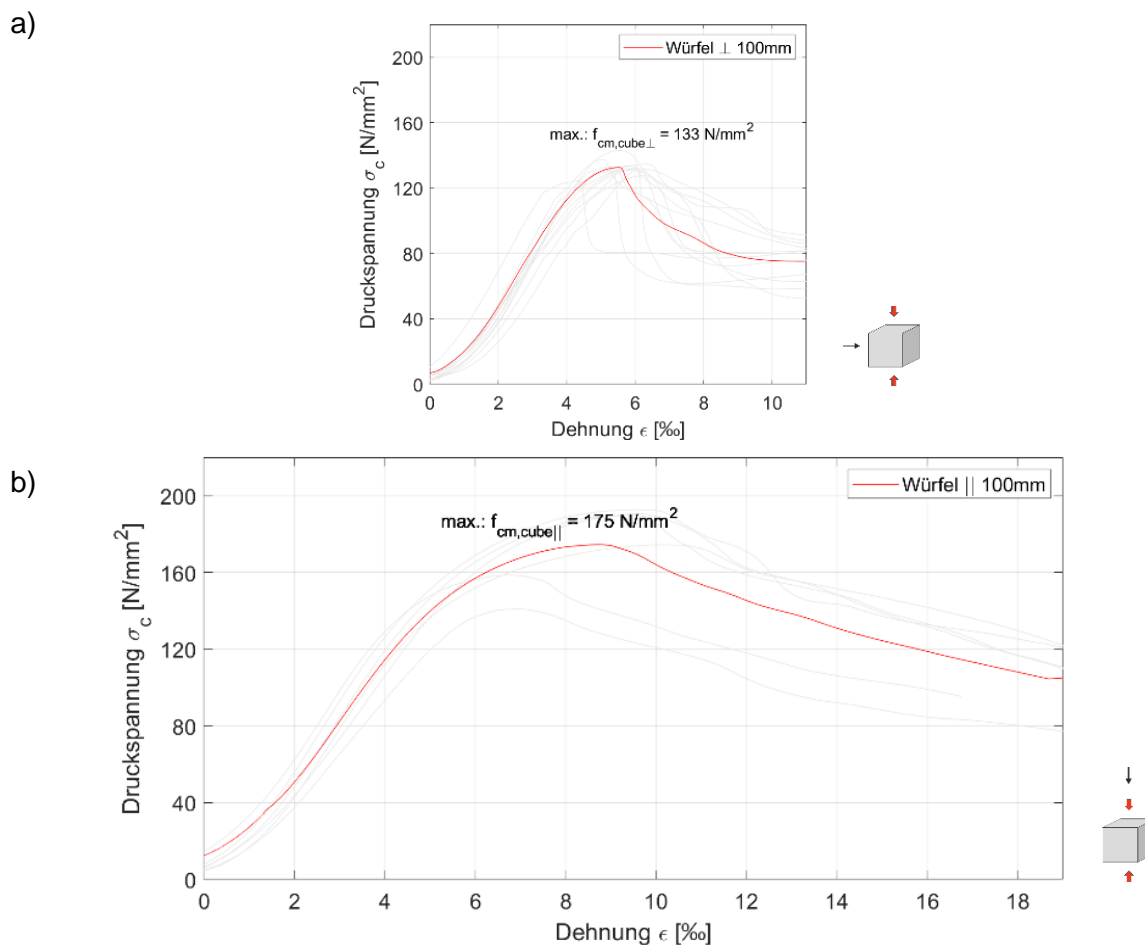 a)
Würfel ⊥ 100mm
max.: f_cm,cube⊥ = 133 N/mm²
Druckspannung σ_c [N/mm²]
200
160
120
80
40
0
0 2 4 6 8 10
Dehnung ϵ [‰]
b)
Würfel || 100mm
max.: f_cm,cube|| = 175 N/mm²
Druckspannung σ_c [N/mm²]
200
160
120
80
40
0
0 2 4 6 8 10 12 14 16 18
Dehnung ϵ [‰]